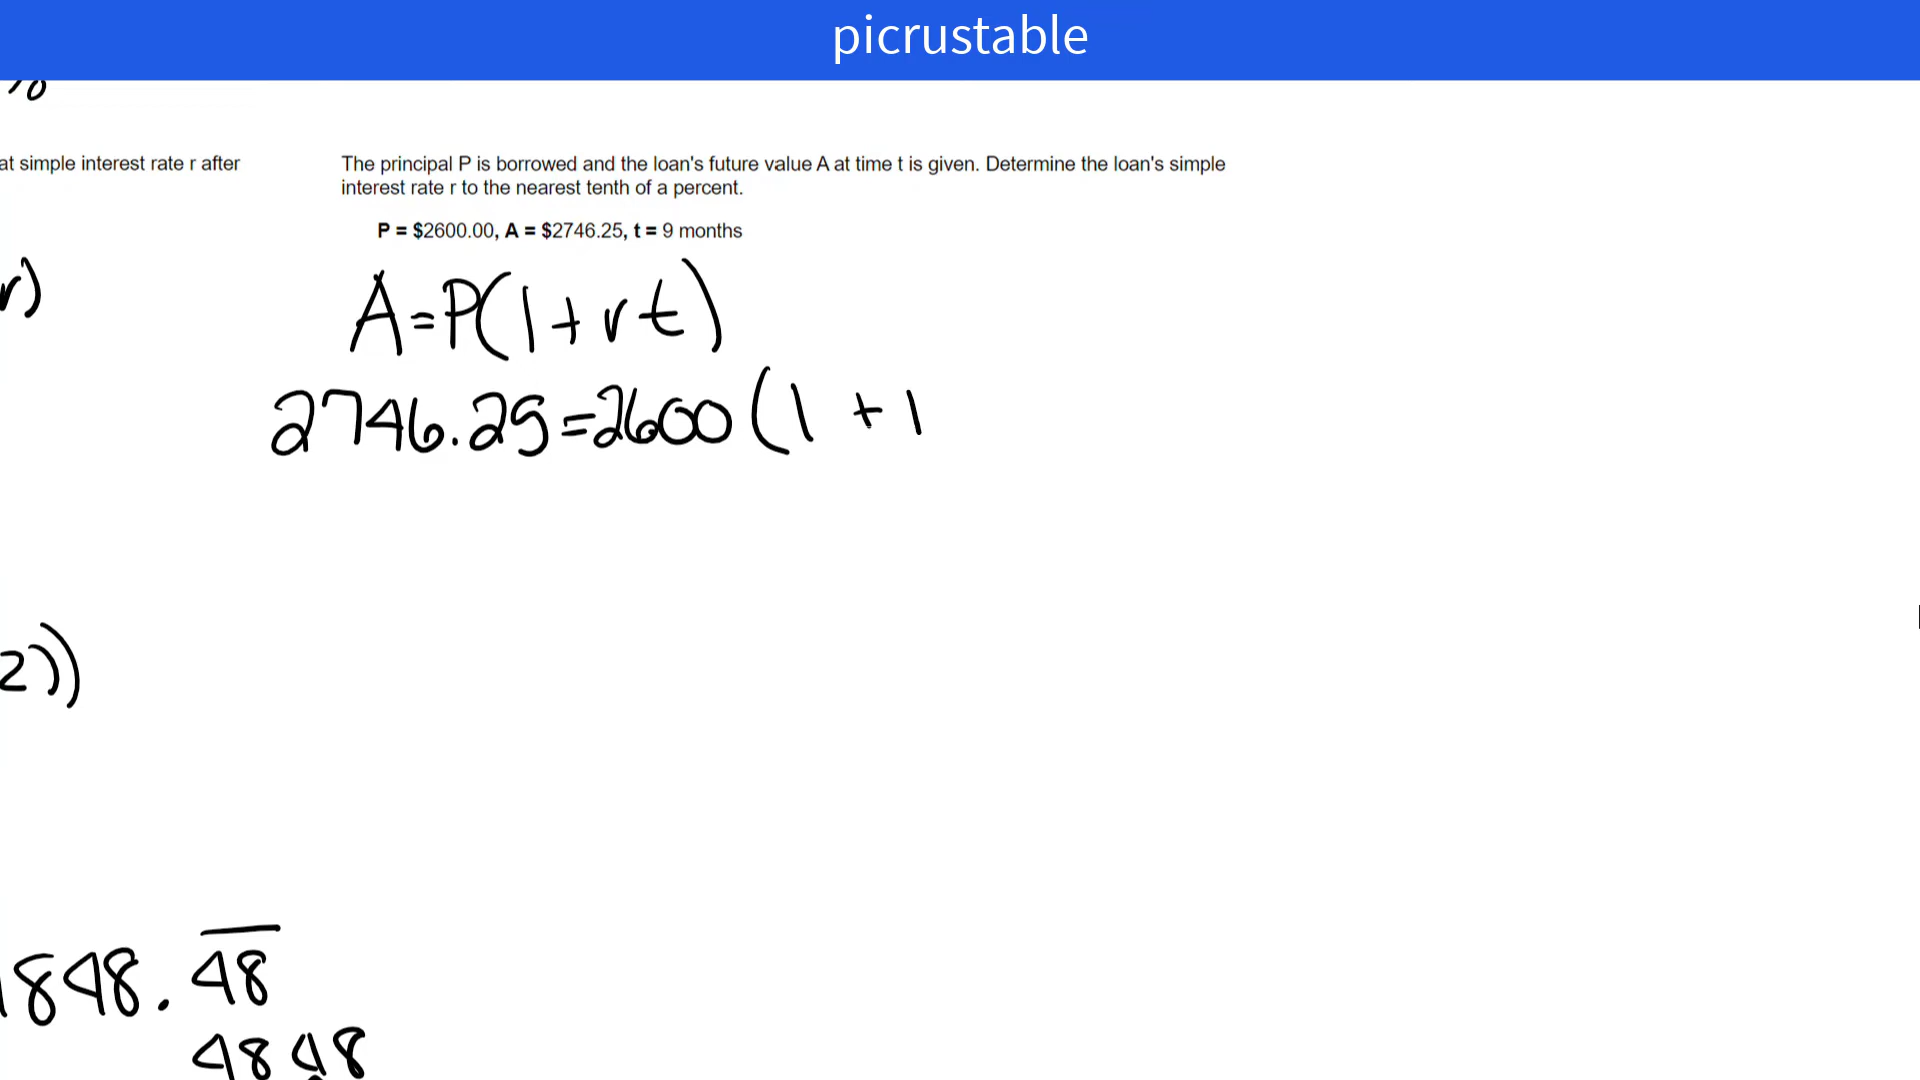 picrustable
%
at simple interest rate r after
The principal P is borrowed and the loan's future value A at time t is given. Determine the loan's simple
interest rate r to the nearest tenth of a percent.
P = $2600.00, A = $2746.25, t = 9 months
r)
A=P(1+rt)
2746.25=2600(1 + 1
2))
1848.48
4848